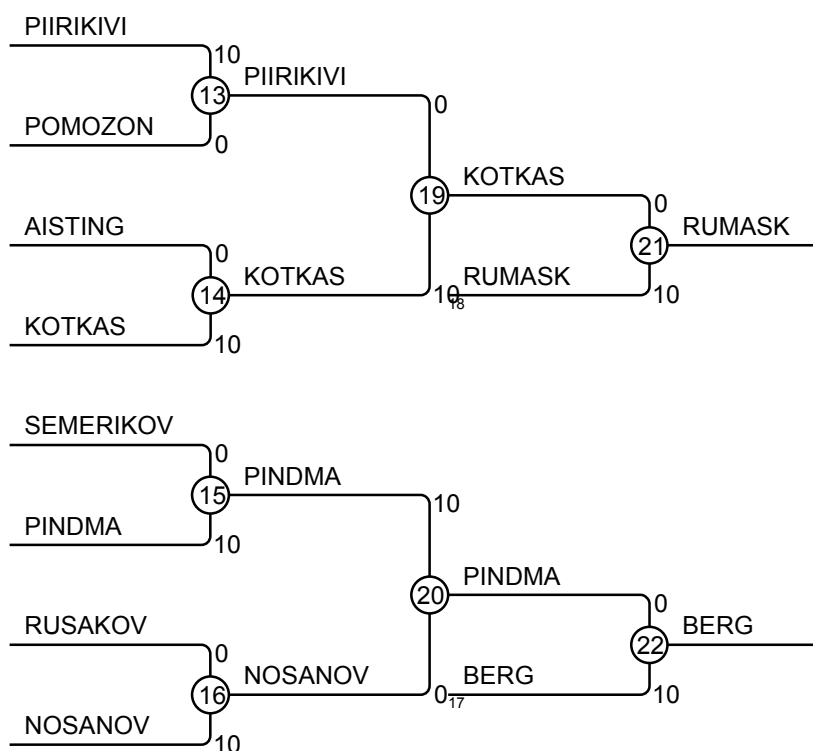 PIIRIKIVI
10
13 PIIRIKIVI
0
POMOZON
0
19 KOTKAS
0
AISTING
0
21 RUMASK
14 KOTKAS
10
18
RUMASK
10
KOTKAS
10
SEMERIKOV
0
15 PINDMA
10
PINDMA
10
20 PINDMA
0
RUSAKOV
0
22 BERG
16 NOSANOV
0
17
BERG
10
NOSANOV
10